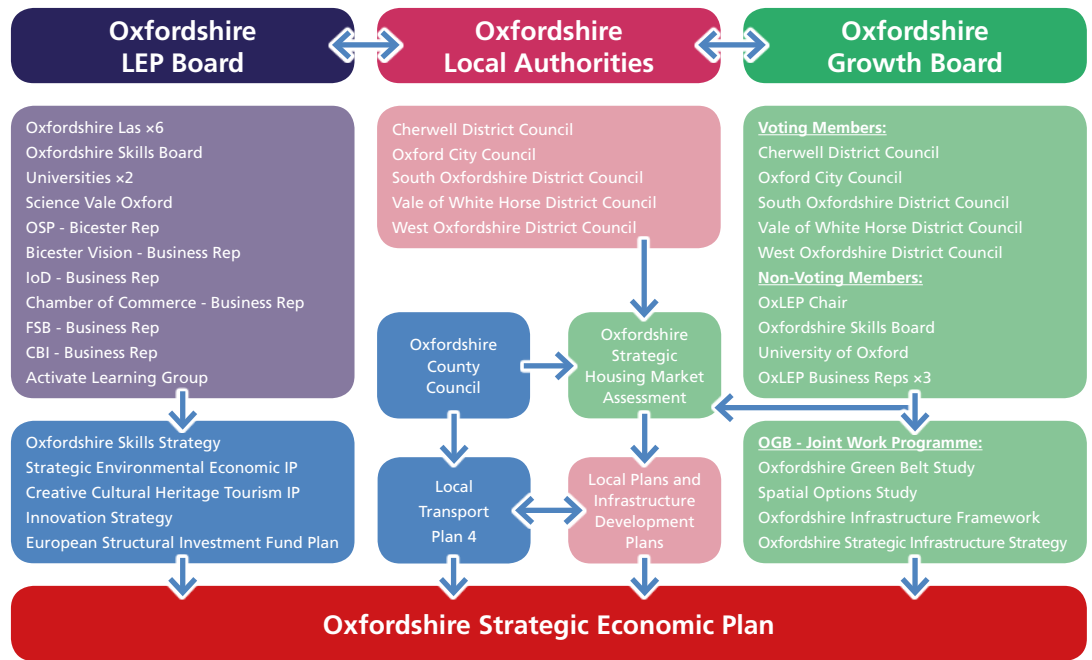 Oxfordshire
LEP Board
Oxfordshire
Local Authorities
Oxfordshire
Growth Board
Oxfordshire Las ×6
Oxfordshire Skills Board
Universities ×2
Science Vale Oxford
OSP - Bicester Rep
Bicester Vision - Business Rep
IoD - Business Rep
Chamber of Commerce - Business Rep
FSB - Business Rep
CBI - Business Rep
Activate Learning Group
Cherwell District Council
Oxford City Council
South Oxfordshire District Council
Vale of White Horse District Council
West Oxfordshire District Council
Voting Members:
Cherwell District Council
Oxford City Council
South Oxfordshire District Council
Vale of White Horse District Council
West Oxfordshire District Council
Non-Voting Members:
OxLEP Chair
Oxfordshire Skills Board
University of Oxford
OxLEP Business Reps ×3
Oxfordshire
County
Council
Oxfordshire
Strategic
Housing Market
Assessment
Oxfordshire Skills Strategy
Strategic Environmental Economic IP
Creative Cultural Heritage Tourism IP
Innovation Strategy
European Structural Investment Fund Plan
Local
Transport
Plan 4
Local Plans and
Infrastructure
Development
Plans
OGB - Joint Work Programme:
Oxfordshire Green Belt Study
Spatial Options Study
Oxfordshire Infrastructure Framework
Oxfordshire Strategic Infrastructure Strategy
Oxfordshire Strategic Economic Plan